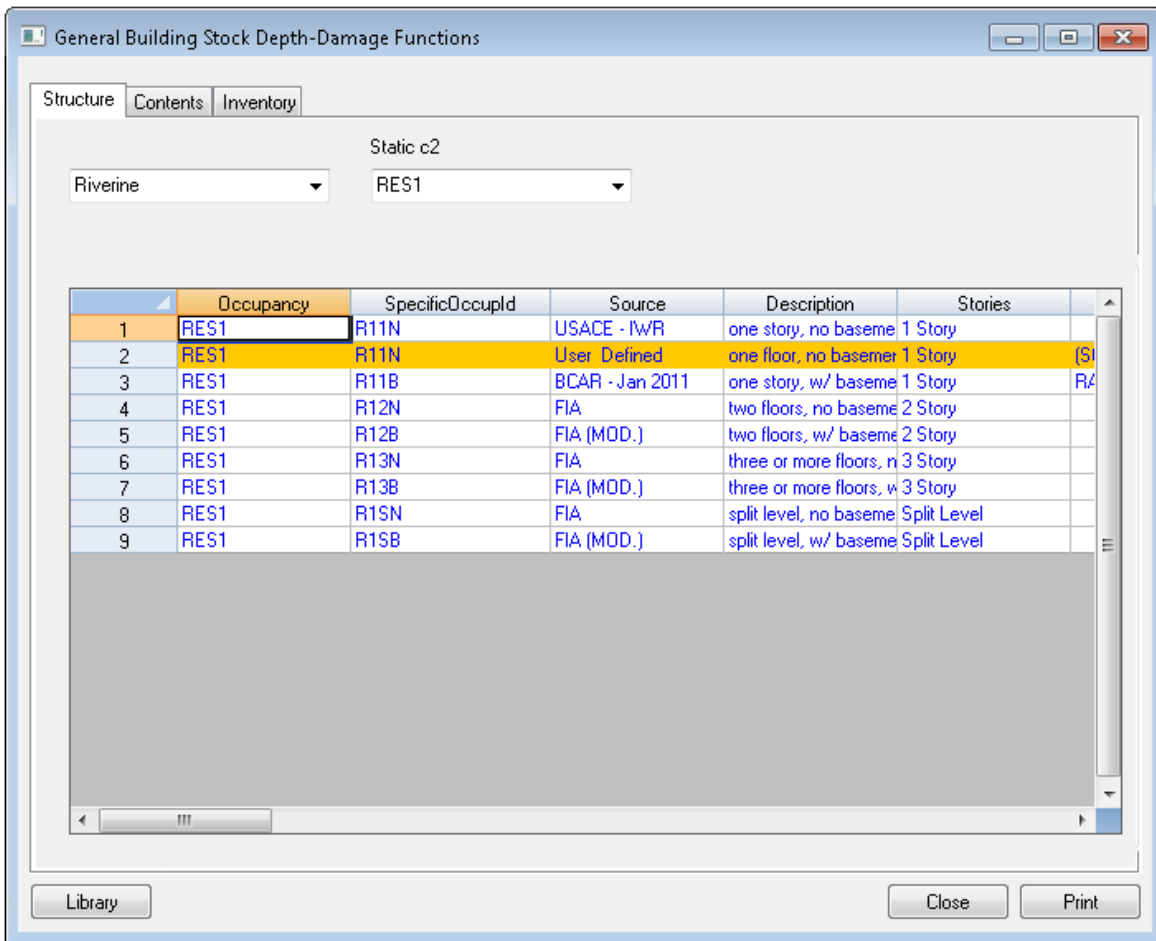 General Building Stock Depth-Damage Functions
Structure Contents Inventory
Static c2
Riverine RES1
Occupancy SpecificOccupId Source Description Stories
1 RES1 R11N USACE - IWR one story, no baseme 1 Story
2 RES1 R11N User Defined one floor, no basemer 1 Story (SI
3 RES1 R11B BCAR - Jan 2011 one story, w/ baseme 1 Story RA
4 RES1 R12N FIA two floors, no baseme 2 Story
5 RES1 R12B FIA (MOD.) two floors, w/ baseme 2 Story
6 RES1 R13N FIA three or more floors, n 3 Story
7 RES1 R13B FIA (MOD.) three or more floors, w 3 Story
8 RES1 R1SN FIA split level, no baseme Split Level
9 RES1 R1SB FIA (MOD.) split level, w/ baseme Split Level
Library Close Print